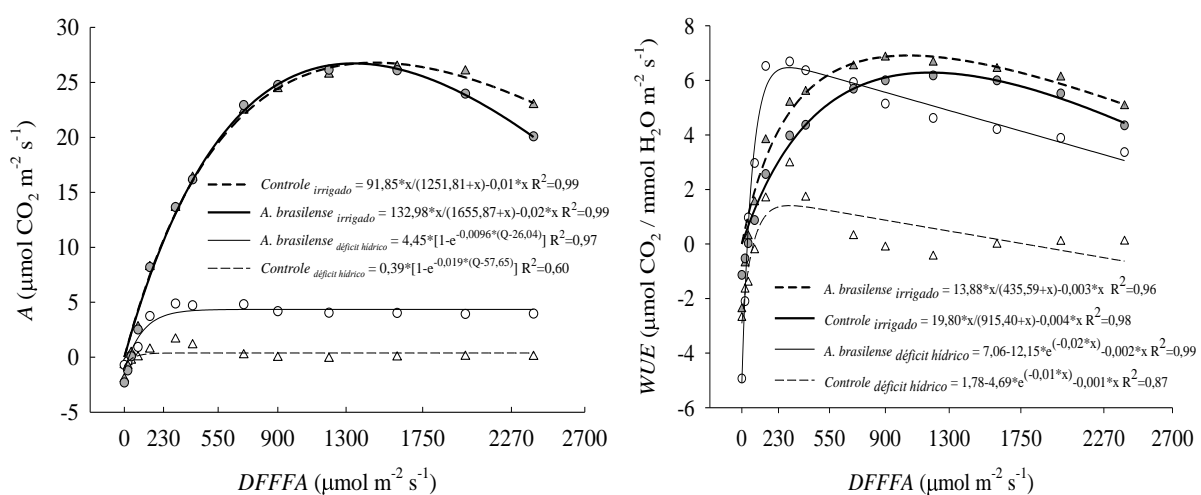 30
25
20
15
10
5
0
-5
A (µmol CO2 m-2 s-1)
Controle irrigado = 91,85*x/(1251,81+x)-0,01*x R2=0,99
A. brasilense irrigado = 132,98*x/(1655,87+x)-0,02*x R2=0,99
A. brasilense déficit hídrico = 4,45*[1-e-0,0096*(Q-26,04)] R2=0,97
Controle déficit hídrico = 0,39*[1-e-0,019*(Q-57,65)] R2=0,60
0 230 550 900 1300 1700 2200 2700
DFFFA (µmol m-2 s-1)
8
6
4
2
0
-2
-4
-6
WUE (µmol CO2 / mmol H2O m-2 s-1)
A. brasilense irrigado = 13,88*x/(435,59+x)-0,003*x R2=0,96
Controle irrigado = 19,80*x/(915,40+x)-0,004*x R2=0,98
A. brasilense déficit hídrico = 7,06-12,15*e(-0,02*x)-0,002*x R2=0,99
Controle déficit hídrico = 1,78-4,69*e(-0,01*x)-0,001*x R2=0,87
0 230 550 900 1300 1700 2200 2700
DFFFA (µmol m-2 s-1)